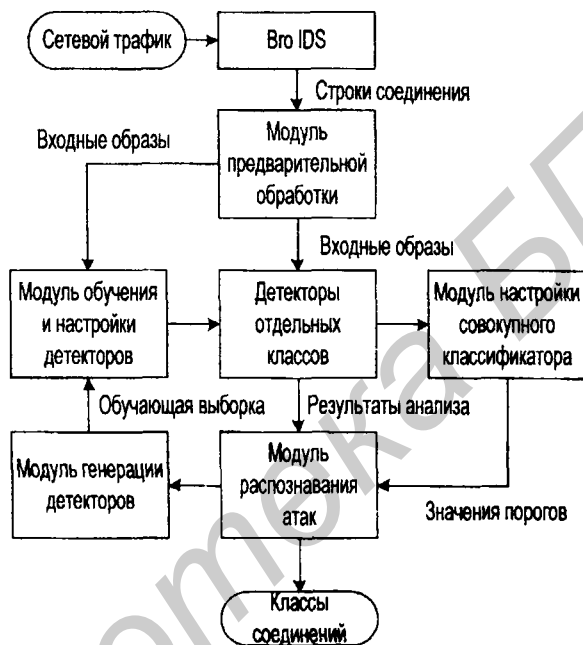 Сетевой трафик
Bro IDS
Строки соединения
Входные образы
Модуль
предварительной
обработки
Входные образы
Модуль обучения
и настройки
детекторов
Детекторы
отдельных
классов
Модуль настройки
совокупного
классификатора
Обучающая выборка
Результаты анализа
Модуль генерации
детекторов
Модуль
распознавания
атак
Значения порогов
Классы
соединений